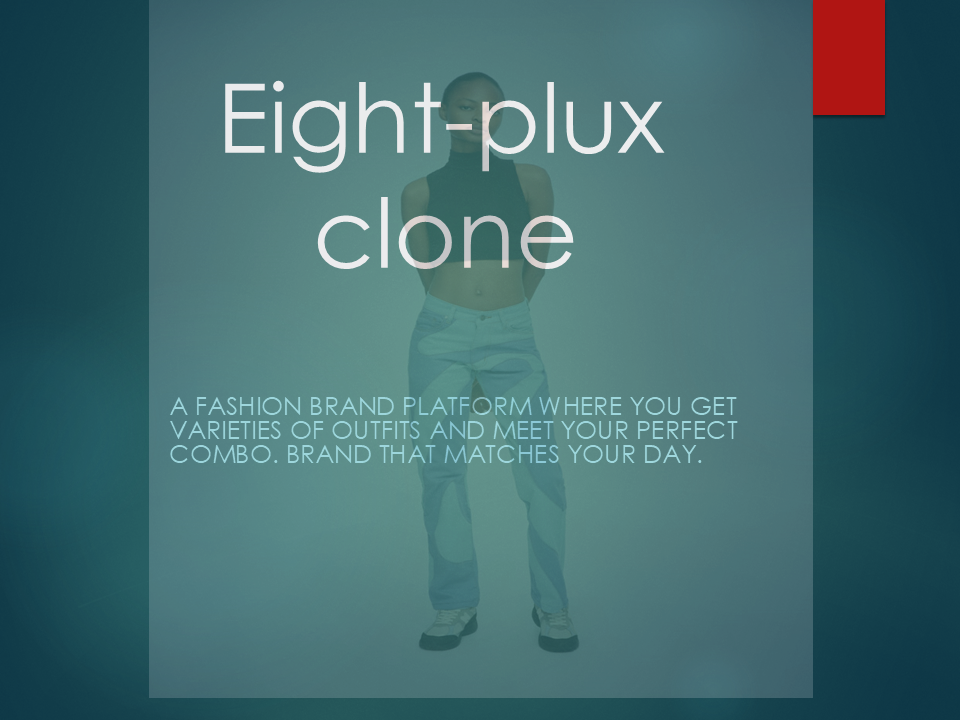 Eight-plux
clone
A FASHION BRAND PLATFORM WHERE YOU GET
VARIETIES OF OUTFITS AND MEET YOUR PERFECT
COMBO. BRAND THAT MATCHES YOUR DAY.